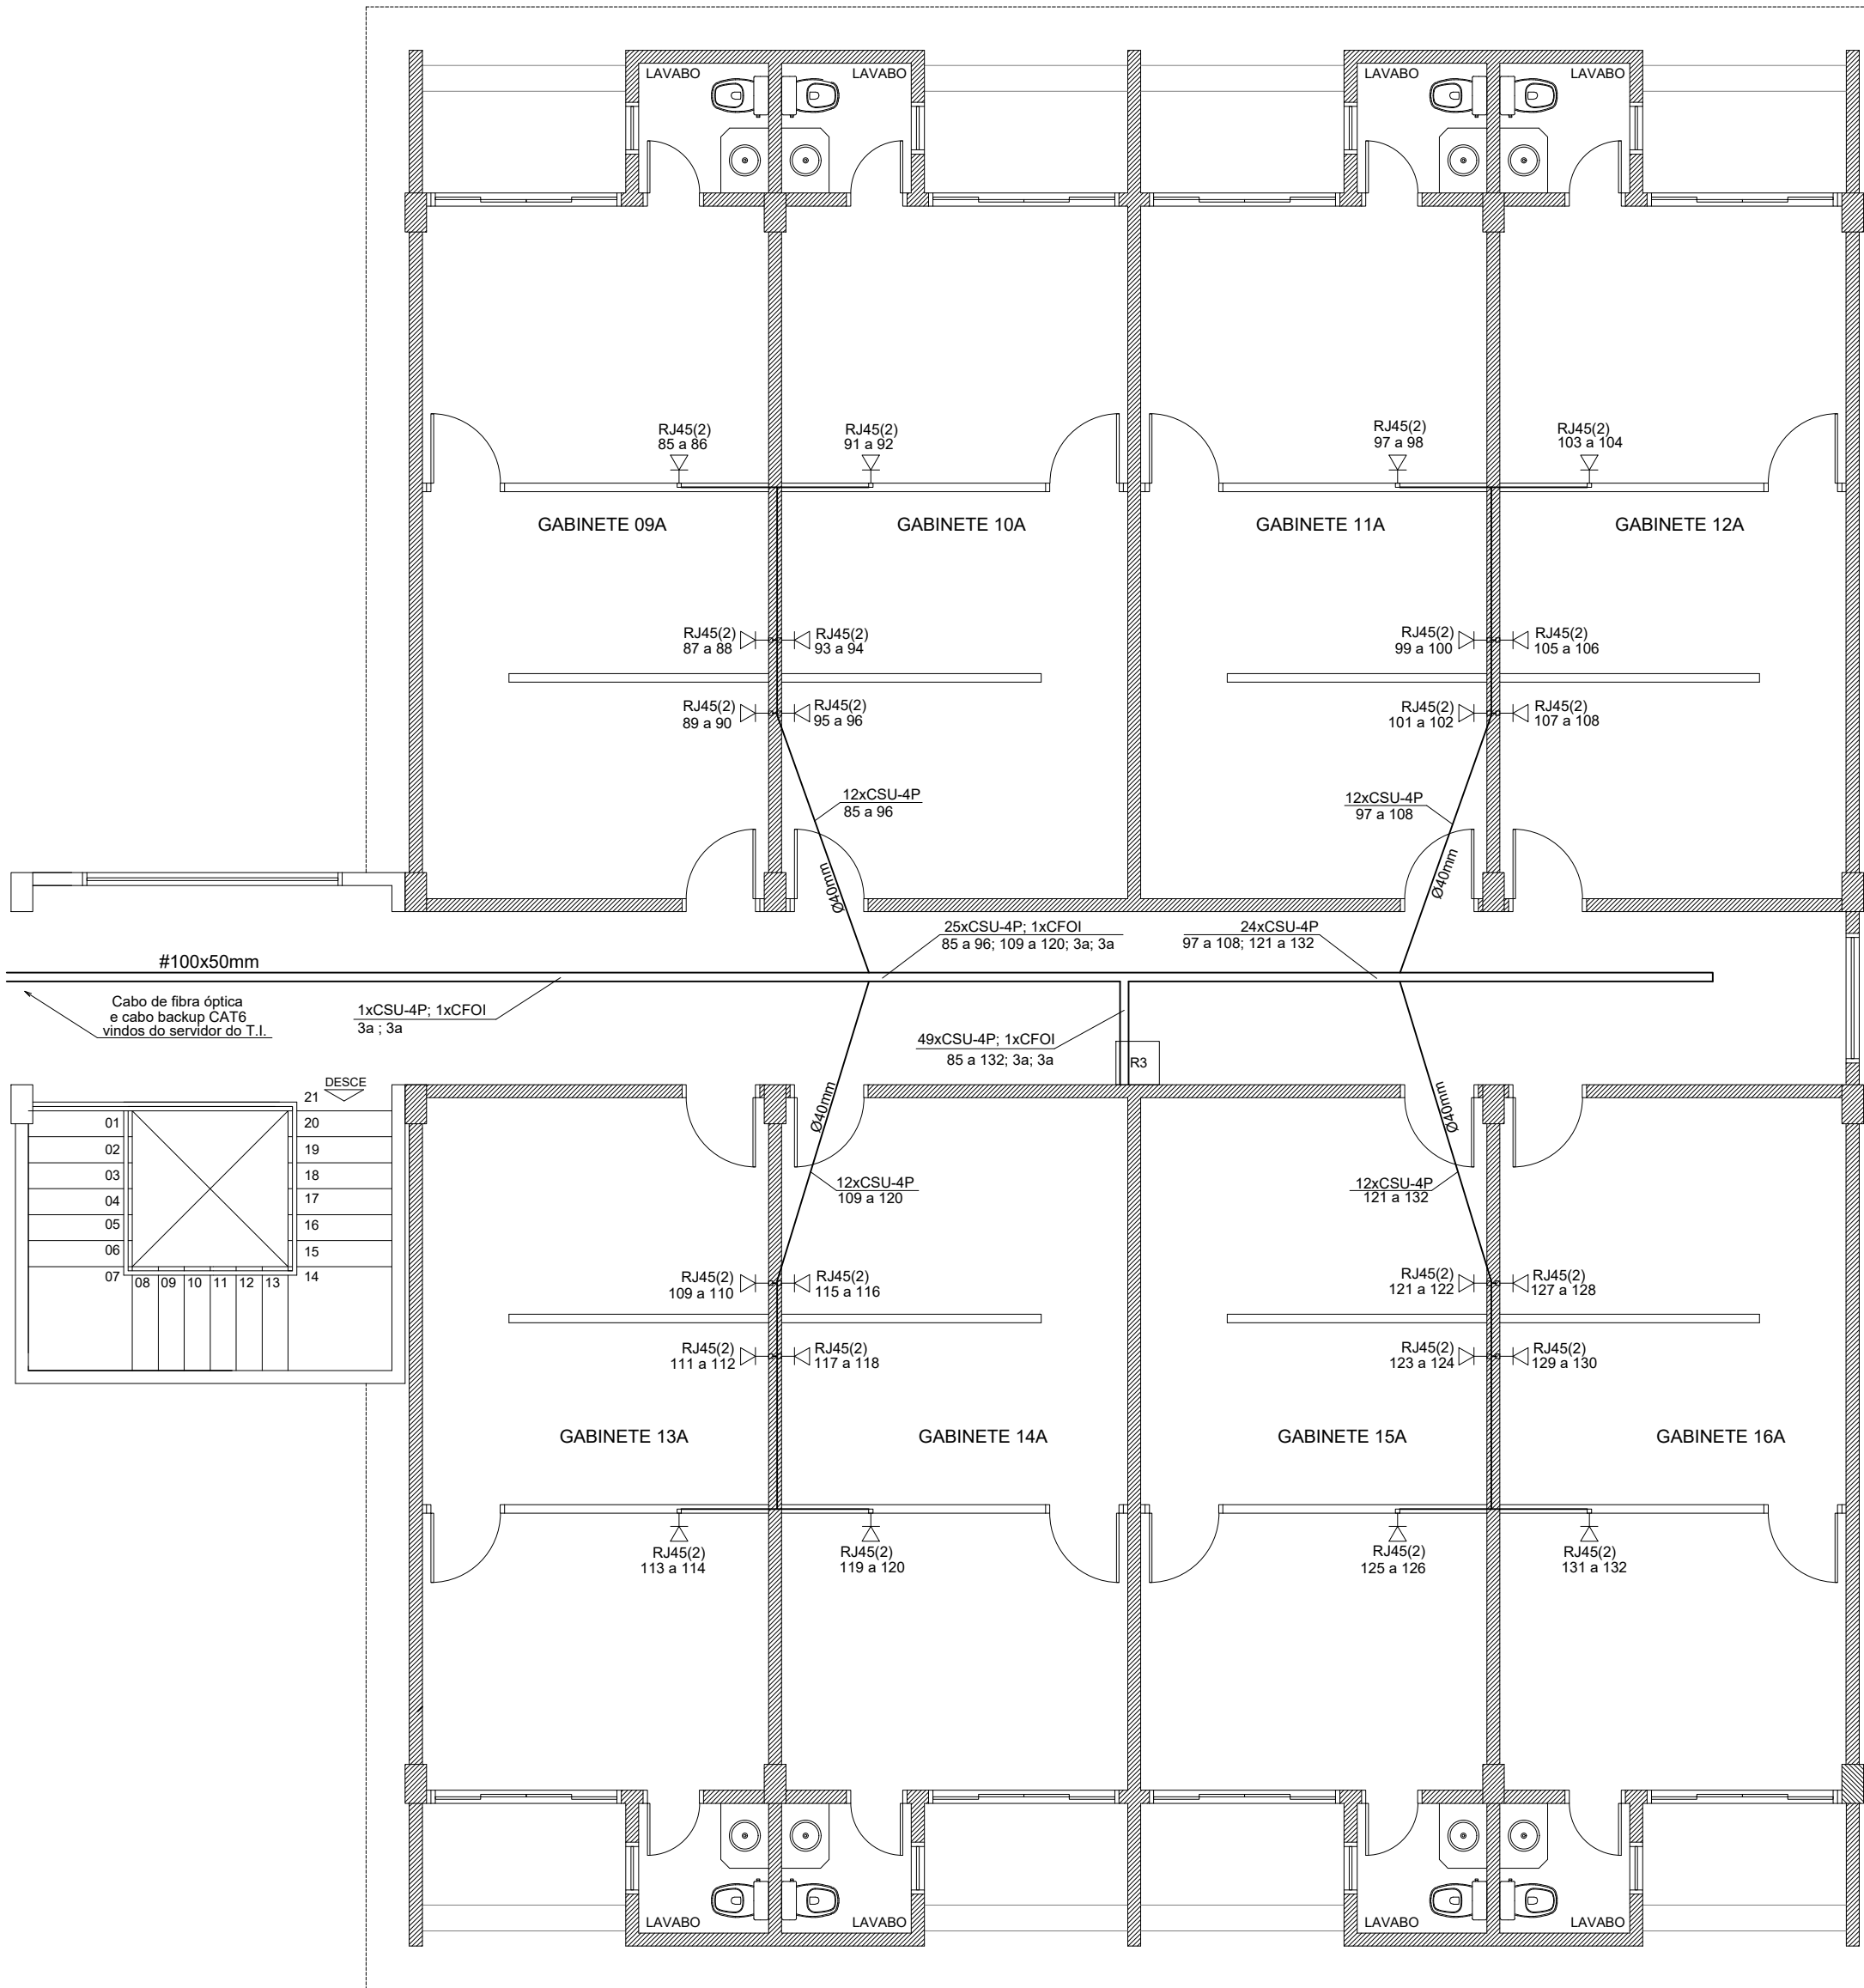 LAVABO
LAVABO
LAVABO
LAVABO
RJ45(2)
85 a 86
RJ45(2)
91 a 92
RJ45(2)
97 a 98
RJ45(2)
103 a 104
GABINETE 09A
GABINETE 10A
GABINETE 11A
GABINETE 12A
RJ45(2)
87 a 88
RJ45(2)
93 a 94
RJ45(2)
99 a 100
RJ45(2)
105 a 106
RJ45(2)
89 a 90
RJ45(2)
95 a 96
RJ45(2)
101 a 102
RJ45(2)
107 a 108
12xCSU-4P
85 a 96
12xCSU-4P
97 a 108
Ø40mm
Ø40mm
25xCSU-4P; 1xCFOI
85 a 96; 109 a 120; 3a; 3a
24xCSU-4P
97 a 108; 121 a 132
#100x50mm
Cabo de fibra óptica
e cabo backup CAT6
vindos do servidor do T.I.
1xCSU-4P; 1xCFOI
3a ; 3a
49xCSU-4P; 1xCFOI
85 a 132; 3a; 3a
R3
DESCE
21
01
20
02
19
03
18
04
17
05
16
06
15
07
08
09
10
11
12
13
14
Ø40mm
Ø40mm
12xCSU-4P
109 a 120
12xCSU-4P
121 a 132
RJ45(2)
109 a 110
RJ45(2)
115 a 116
RJ45(2)
121 a 122
RJ45(2)
127 a 128
RJ45(2)
111 a 112
RJ45(2)
117 a 118
RJ45(2)
123 a 124
RJ45(2)
129 a 130
GABINETE 13A
GABINETE 14A
GABINETE 15A
GABINETE 16A
RJ45(2)
113 a 114
RJ45(2)
119 a 120
RJ45(2)
125 a 126
RJ45(2)
131 a 132
LAVABO
LAVABO
LAVABO
LAVABO